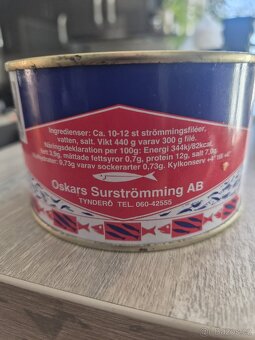 Ingredienser: Ca. 10-12 st strömmingsfiléer,
vatten, salt. Vikt 440 g varav 300 g filé.
Näringsdeklaration per 100g: Energi 344kj/82kcal,
fett 3,5g, mättade fettsyror 0,7g, protein 12g, salt 7,0g
kolhydrater, 0,73g varav sockerarter 0,73g. Kylkonserv +4°
Oskars Surströmming AB
TYNDERÖ TEL. 060-42555